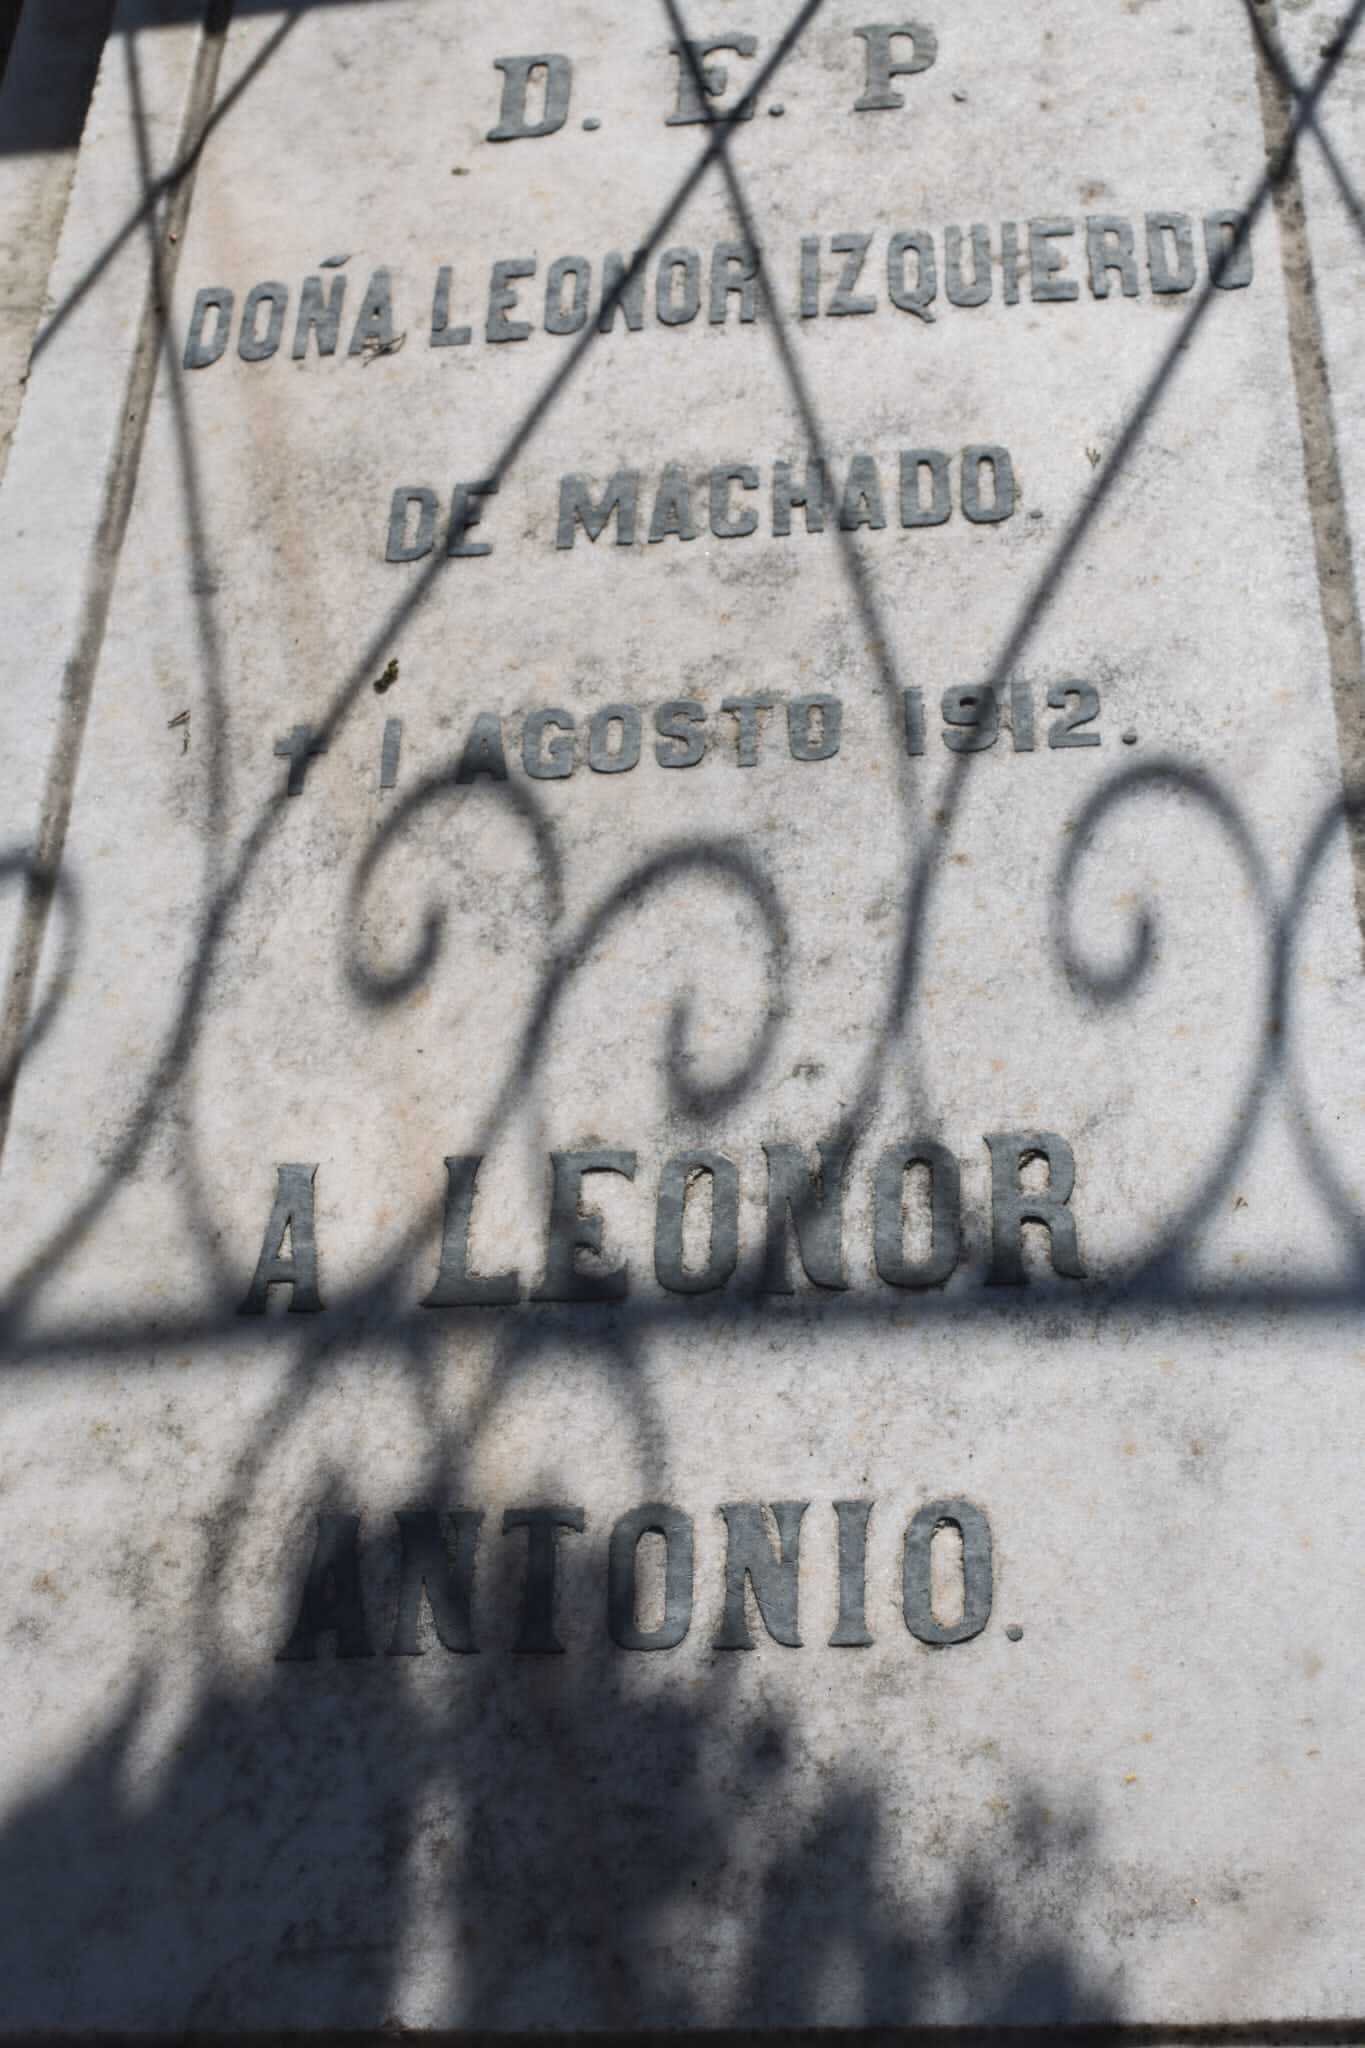 D. E. P.
DOÑA LEONOR IZQUIERDO
DE MACHADO.
† 1 AGOSTO 1912.
A LEONOR
ANTONIO.